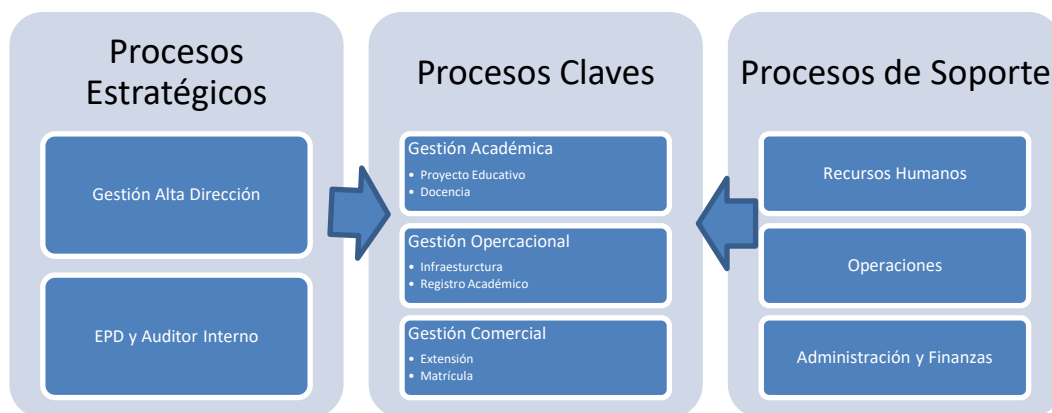 Procesos
Estratégicos
Gestión Alta Dirección
EPD y Auditor Interno
Procesos Claves
Gestión Académica
• Proyecto Educativo
• Docencia
Gestión Opercacional
• Infraesturctura
• Registro Académico
Gestión Comercial
• Extensión
• Matrícula
Procesos de Soporte
Recursos Humanos
Operaciones
Administración y Finanzas